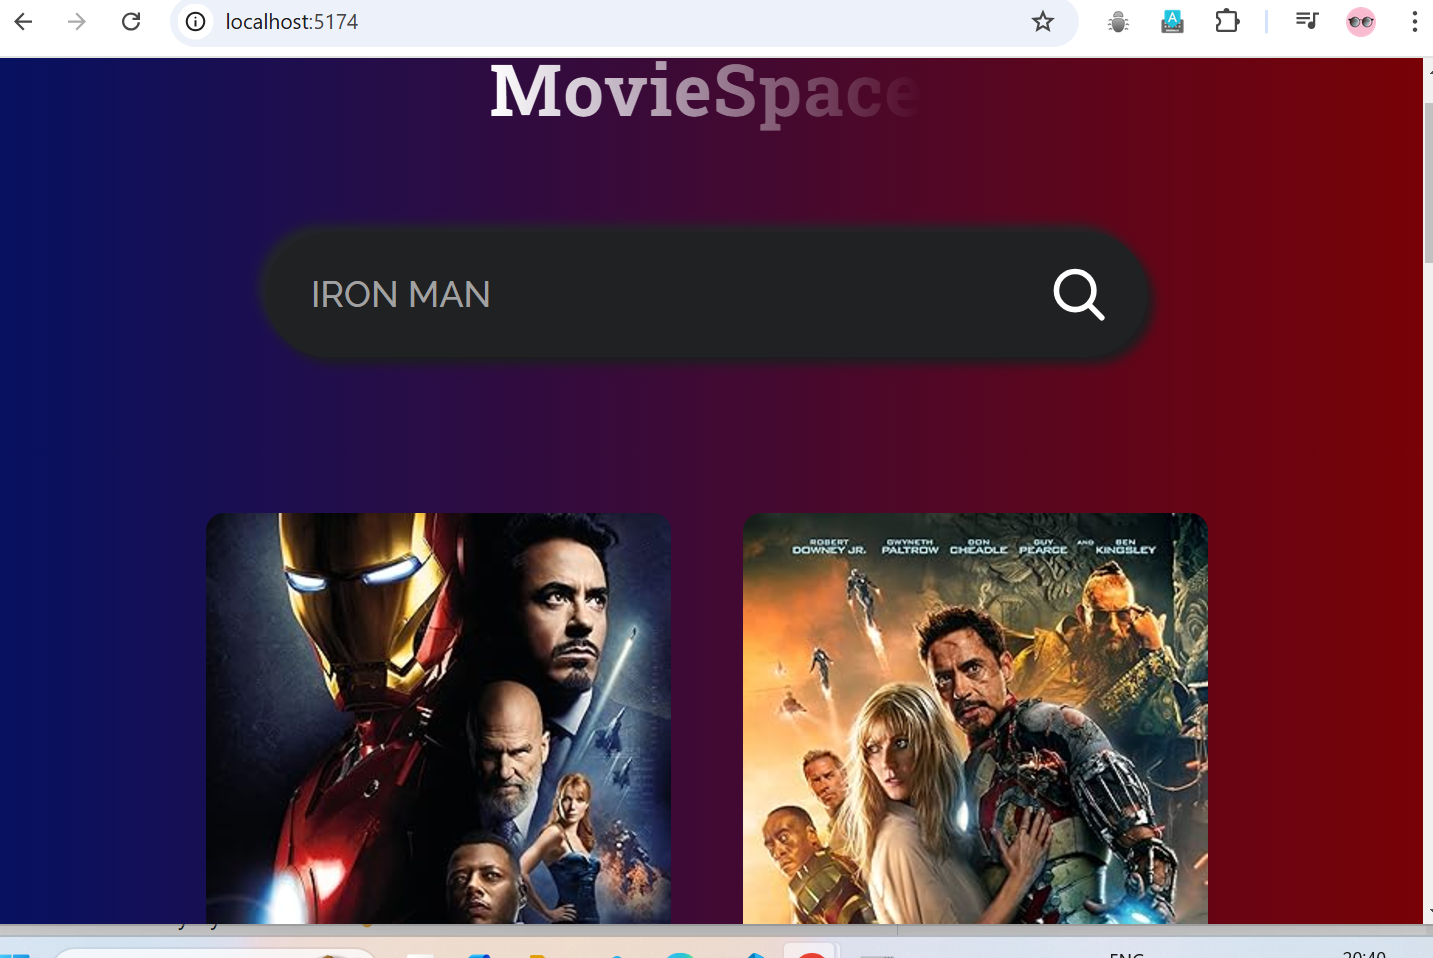 localhost:5174
MovieSpace
IRON MAN
ROBERT DOWNEY JR. GWYNETH PALTROW DON CHEADLE GUY PEARCE AND BEN KINGSLEY
ENG
20:40